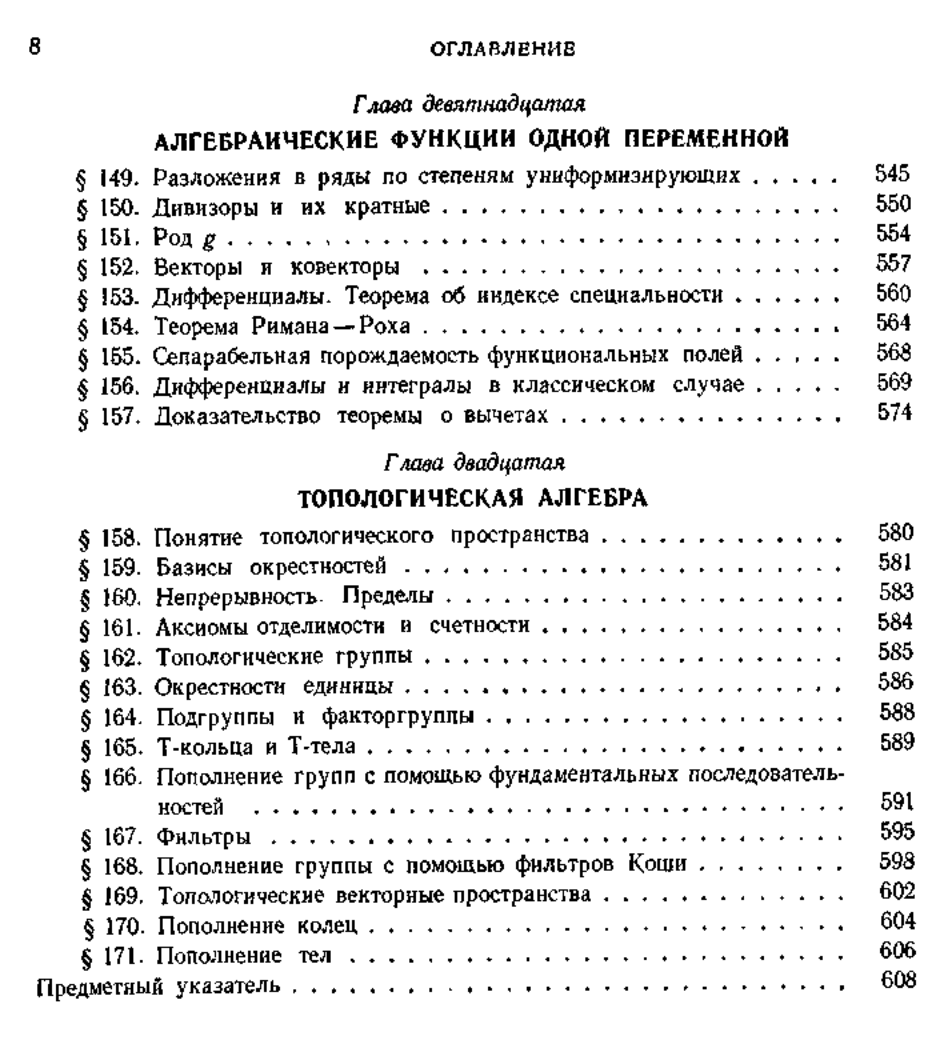 8 ОГЛАВЛЕНИЕ
Глава девятнадцатая
АЛГЕБРАИЧЕСКИЕ ФУНКЦИИ ОДНОЙ ПЕРЕМЕННОЙ
§ 149. Разложения в ряды по степеням униформизирующих . . . . . 545
§ 150. Дивизоры и их кратные . . . . . . . . . . . . . . . . . . . . . 550
§ 151. Род g . . . . . . . . . . . . . . . . . . . . . . . . . . . . . . . . 554
§ 152. Векторы и ковекторы . . . . . . . . . . . . . . . . . . . . . . 557
§ 153. Дифференциалы. Теорема об индексе специальности . . . . . . 560
§ 154. Теорема Римана — Роха . . . . . . . . . . . . . . . . . . . . . . 564
§ 155. Сепарабельная порождаемость функциональных полей . . . . . 568
§ 156. Дифференциалы и интегралы в классическом случае . . . . . 569
§ 157. Доказательство теоремы о вычетах . . . . . . . . . . . . . . . 574
Глава двадцатая
ТОПОЛОГИЧЕСКАЯ АЛГЕБРА
§ 158. Понятие топологического пространства . . . . . . . . . . . . . 580
§ 159. Базисы окрестностей . . . . . . . . . . . . . . . . . . . . . . . 581
§ 160. Непрерывность. Пределы . . . . . . . . . . . . . . . . . . . . . 583
§ 161. Аксиомы отделимости и счетности . . . . . . . . . . . . . . . . 584
§ 162. Топологические группы . . . . . . . . . . . . . . . . . . . . . . 585
§ 163. Окрестности единицы . . . . . . . . . . . . . . . . . . . . . . . 586
§ 164. Подгруппы и факторгруппы . . . . . . . . . . . . . . . . . . . 588
§ 165. Т-кольца и Т-тела . . . . . . . . . . . . . . . . . . . . . . . . . 589
§ 166. Пополнение групп с помощью фундаментальных последователь-
ностей . . . . . . . . . . . . . . . . . . . . . . . . . . . . . . . 591
§ 167. Фильтры . . . . . . . . . . . . . . . . . . . . . . . . . . . . . . 595
§ 168. Пополнение группы с помощью фильтров Коши . . . . . . . . 598
§ 169. Топологические векторные пространства . . . . . . . . . . . . . 602
§ 170. Пополнение колец . . . . . . . . . . . . . . . . . . . . . . . . . 604
§ 171. Пополнение тел . . . . . . . . . . . . . . . . . . . . . . . . . . 606
Предметный указатель . . . . . . . . . . . . . . . . . . . . . . . . . . . . . 608